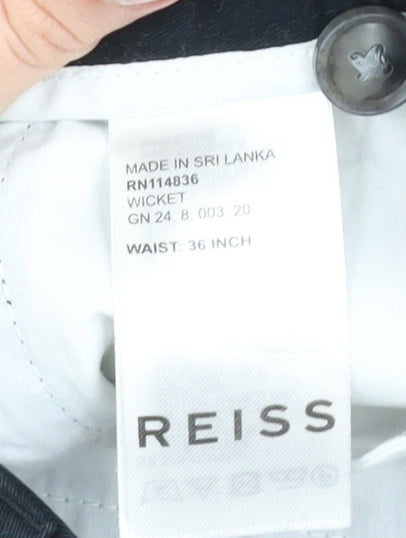 MADE IN SRI LANKA
RN114836
WICKET
GN 24. 8. 003. 20
WAIST: 36 INCH
REISS